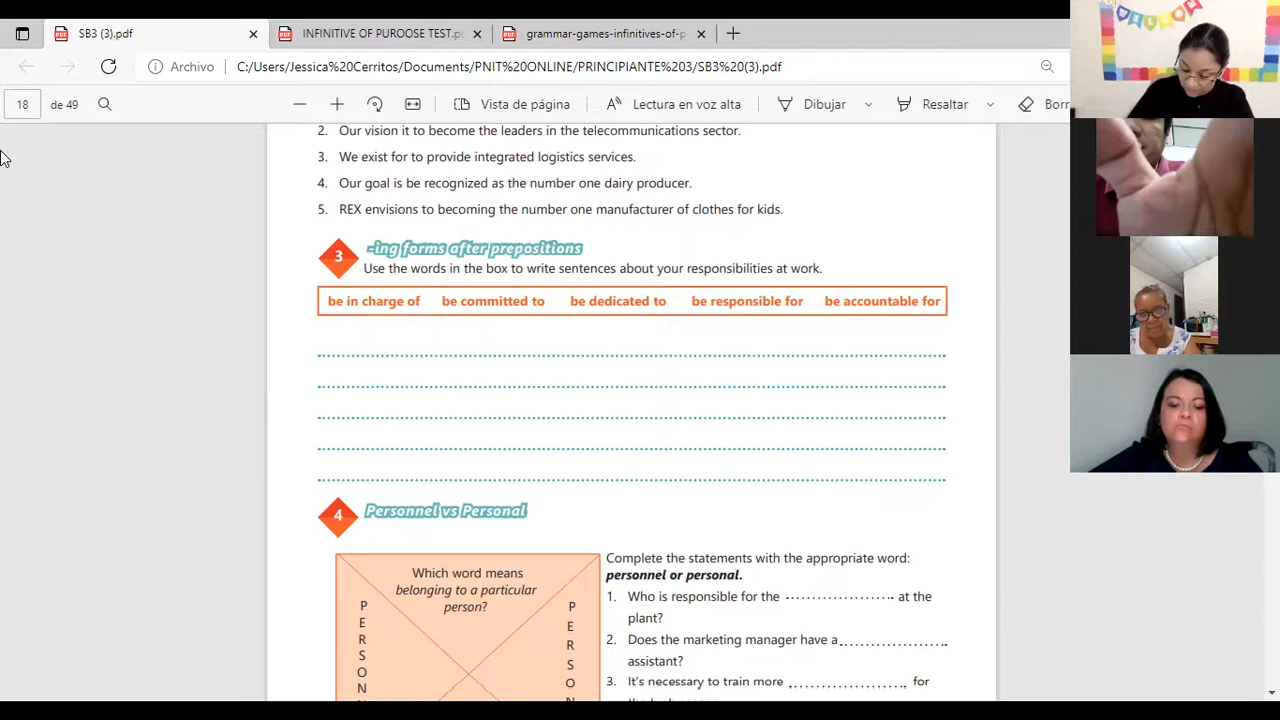 SB3 (3).pdf
INFINITIVE OF PUROOSE TEST.pc
grammar-games-infinitives-of-p
Archivo
C:/Users/Jessica%20Cerritos/Documents/PNIT%20ONLINE/PRINCIPIANTE%203/SB3%20(3).pdf
18
de 49
Vista de página
Lectura en voz alta
Dibujar
Resaltar
Borr
2. Our vision it to become the leaders in the telecommunications sector.
3. We exist for to provide integrated logistics services.
4. Our goal is be recognized as the number one dairy producer.
5. REX envisions to becoming the number one manufacturer of clothes for kids.
3
-ing forms after prepositions
Use the words in the box to write sentences about your responsibilities at work.
be in charge of be committed to be dedicated to be responsible for be accountable for
4
Personnel vs Personal
Which word means
belonging to a particular
person?
P
E
R
S
O
N
P
E
R
S
O
Complete the statements with the appropriate word:
personnel or personal.
1. Who is responsible for the .................... at the
plant?
2. Does the marketing manager have a....................
assistant?
3. It's necessary to train more ...................... for